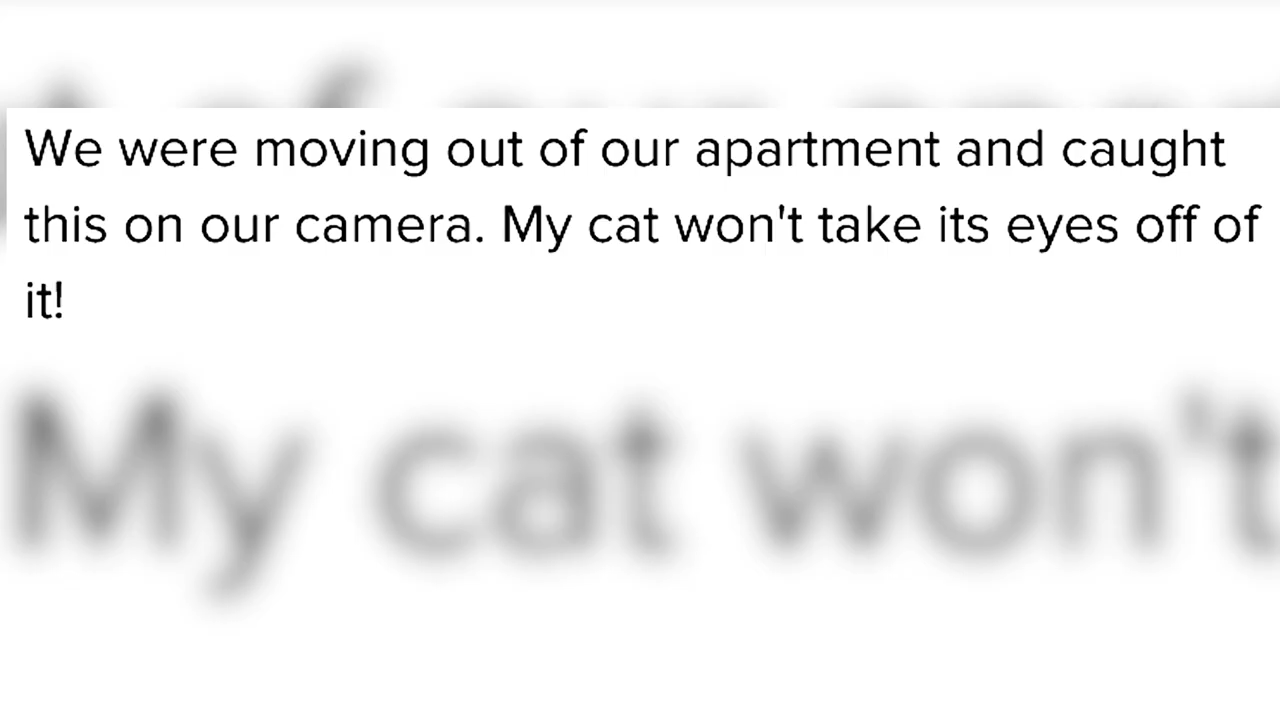 We were moving out of our apartment and caught
this on our camera. My cat won't take its eyes off of
it!
My cat won't